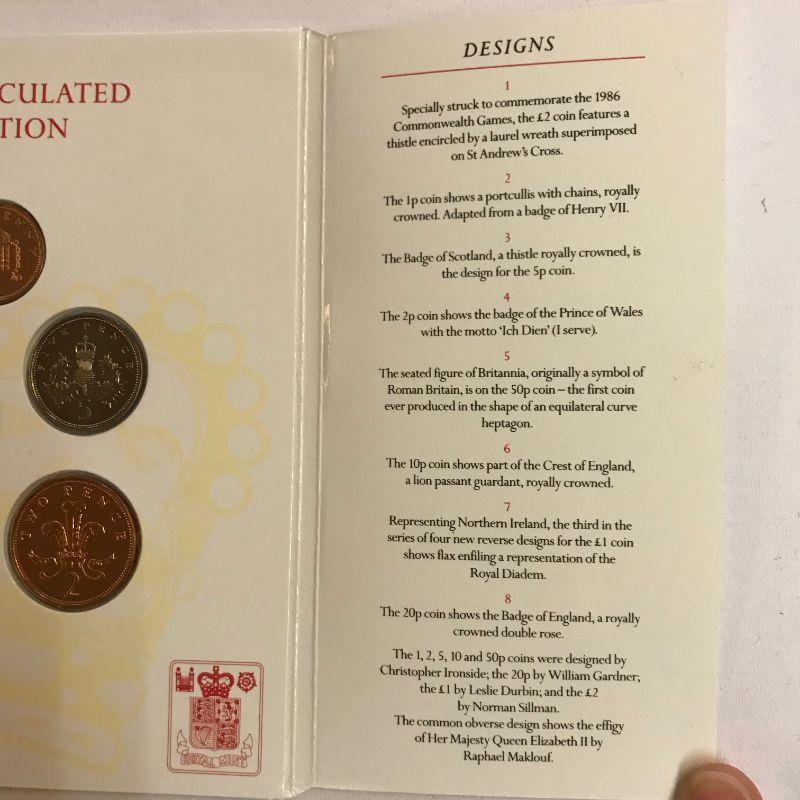 CULATED
TION
PENNY
FIVE PENCE
5
TWO PENCE
2
ROYAL MINT
DESIGNS
1
Specially struck to commemorate the 1986
Commonwealth Games, the £2 coin features a
thistle encircled by a laurel wreath superimposed
on St Andrew's Cross.
2
The 1p coin shows a portcullis with chains, royally
crowned. Adapted from a badge of Henry VII.
3
The Badge of Scotland, a thistle royally crowned, is
the design for the 5p coin.
4
The 2p coin shows the badge of the Prince of Wales
with the motto 'Ich Dien' (I serve).
5
The seated figure of Britannia, originally a symbol of
Roman Britain, is on the 50p coin – the first coin
ever produced in the shape of an equilateral curve
heptagon.
6
The 10p coin shows part of the Crest of England,
a lion passant guardant, royally crowned.
7
Representing Northern Ireland, the third in the
series of four new reverse designs for the £1 coin
shows flax enfiling a representation of the
Royal Diadem.
8
The 20p coin shows the Badge of England, a royally
crowned double rose.
The 1, 2, 5, 10 and 50p coins were designed by
Christopher Ironside; the 20p by William Gardner;
the £1 by Leslie Durbin; and the £2
by Norman Sillman.
The common obverse design shows the effigy
of Her Majesty Queen Elizabeth II by
Raphael Maklouf.